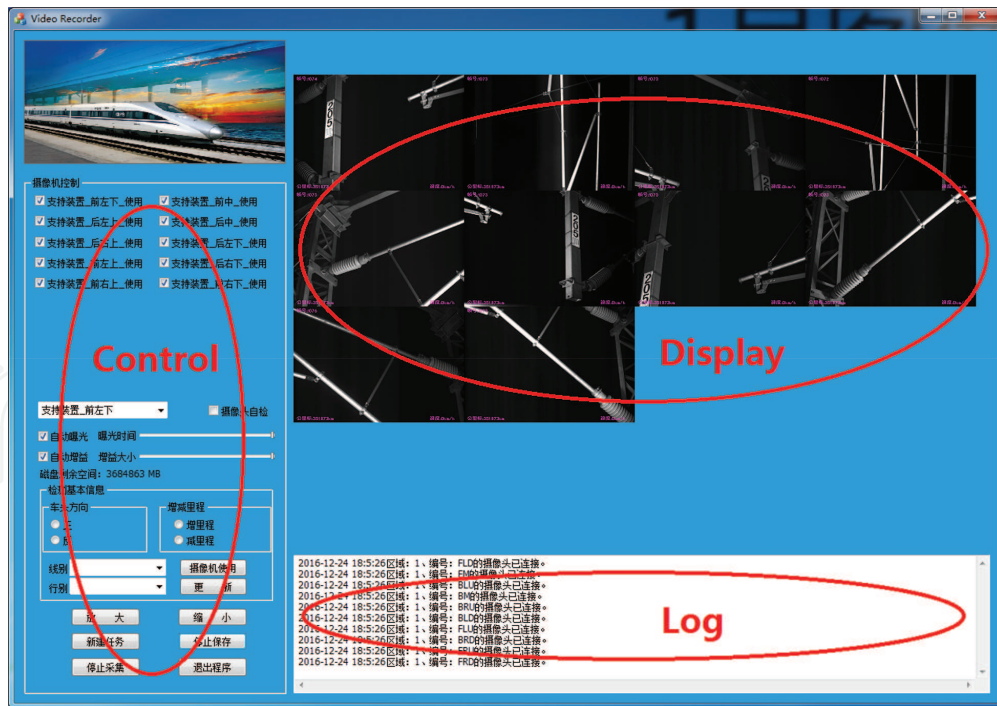 Video Recorder
摄像机控制
支持装置_前左下_使用 支持装置_前中_使用
支持装置_后左上_使用 支持装置_后中_使用
支持装置_后右上_使用 支持装置_后左下_使用
支持装置_前左上_使用 支持装置_后右下_使用
支持装置_前右上_使用 支持装置_前右下_使用
Control
支持装置_前左下 摄像头自检
自动曝光 曝光时间
自动增益 增益大小
磁盘剩余空间: 3684863 MB
检测基本信息
车头方向 增减里程
正 增里程
反 减里程
线别 摄像机使用
行别 更 新
放 大 缩 小
新建任务 停止保存
停止采集 退出程序
205
205
205
Display
2016-12-24 18:5:26区域: 1、编号: FLD的摄像头已连接。
2016-12-24 18:5:26区域: 1、编号: FM的摄像头已连接。
2016-12-24 18:5:26区域: 1、编号: BLU的摄像头已连接。
2016-12-24 18:5:26区域: 1、编号: BM的摄像头已连接。
2016-12-24 18:5:26区域: 1、编号: BRU的摄像头已连接。
2016-12-24 18:5:26区域: 1、编号: BLD的摄像头已连接。
2016-12-24 18:5:26区域: 1、编号: FLU的摄像头已连接。
2016-12-24 18:5:26区域: 1、编号: BRD的摄像头已连接。
2016-12-24 18:5:26区域: 1、编号: FRU的摄像头已连接。
2016-12-24 18:5:26区域: 1、编号: FRD的摄像头已连接。
Log